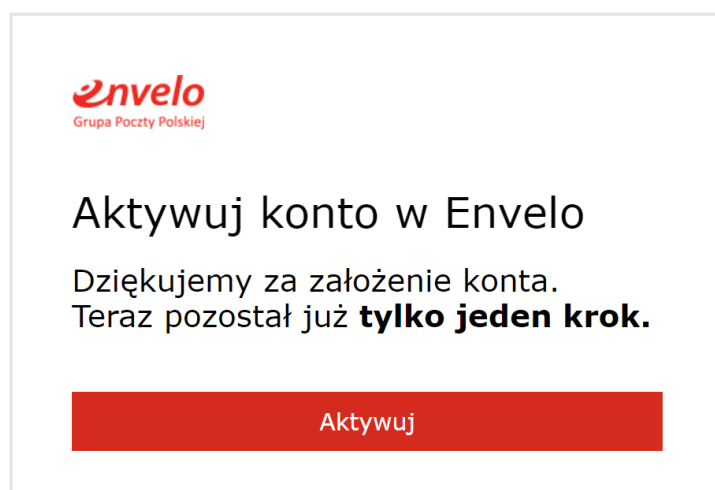 envelo
Grupa Poczty Polskiej
Aktywuj konto w Envelo
Dziękujemy za założenie konta.
Teraz pozostał już tylko jeden krok.
Aktywuj